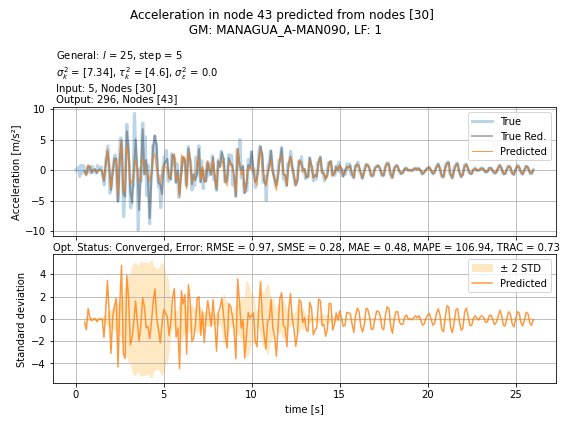 Acceleration in node 43 predicted from nodes [30]
GM: MANAGUA_A-MAN090, LF: 1
General: l = 25, step = 5
σ_k^2 = [7.34], τ_k^2 = [4.6], σ_ε^2 = 0.0
Input: 5, Nodes [30]
Output: 296, Nodes [43]
Acceleration [m/s²]
10
5
0
−5
−10
True
True Red.
Predicted
Opt. Status: Converged, Error: RMSE = 0.97, SMSE = 0.28, MAE = 0.48, MAPE = 106.94, TRAC = 0.73
Standard deviation
4
2
0
−2
−4
± 2 STD
Predicted
0 5 10 15 20 25
time [s]